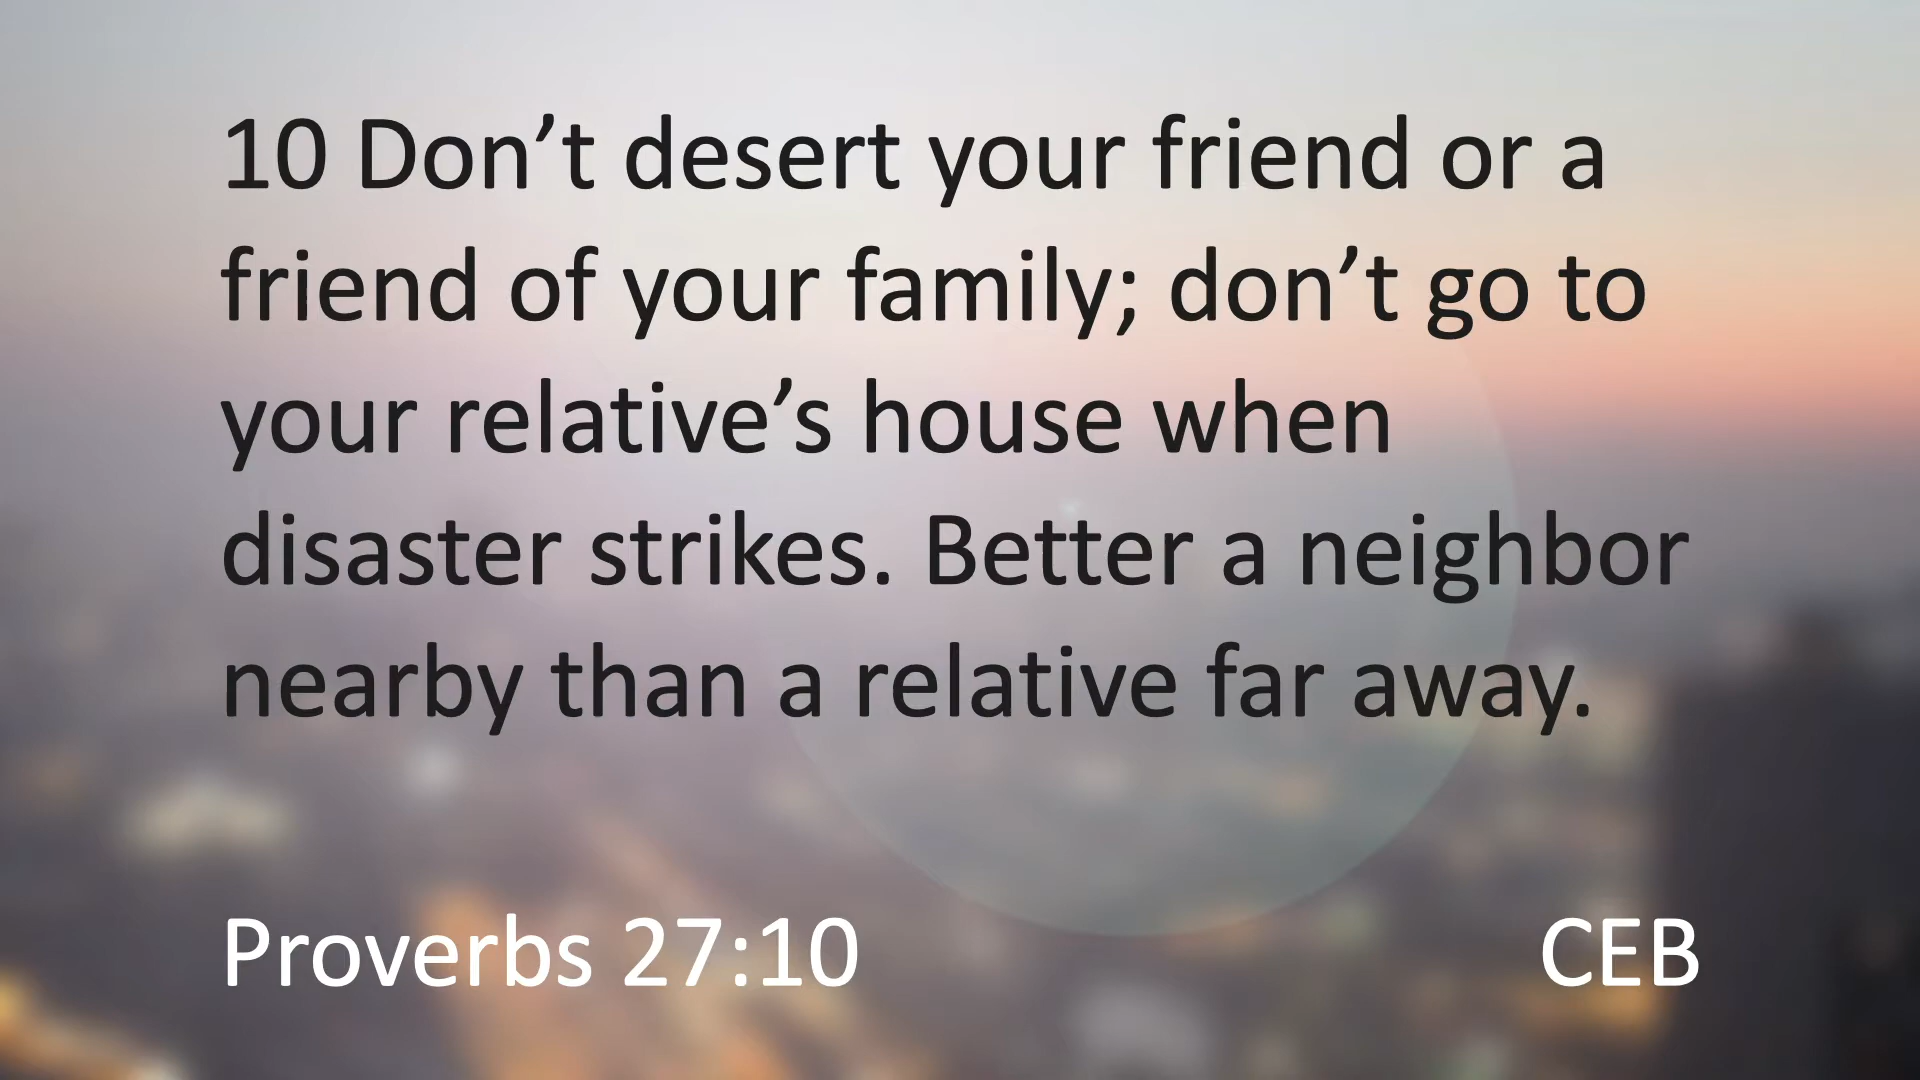 10 Don’t desert your friend or a
friend of your family; don’t go to
your relative’s house when
disaster strikes. Better a neighbor
nearby than a relative far away.
Proverbs 27:10 CEB